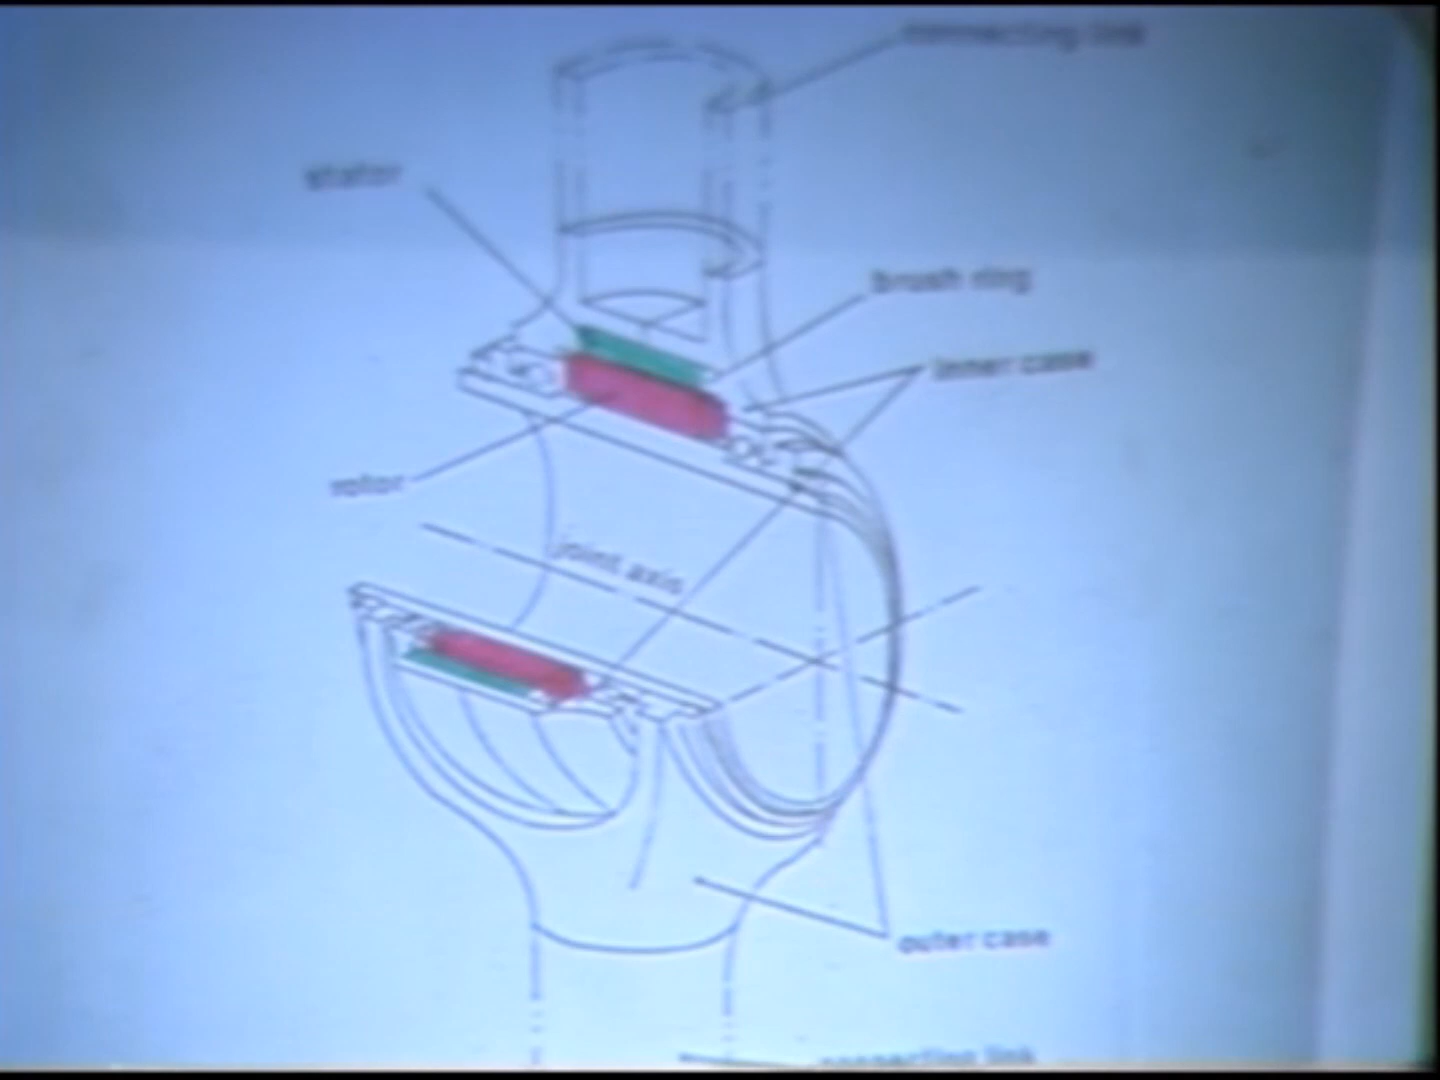 connecting link
stator
brush ring
inner case
rotor
joint axis
outer case
connecting link